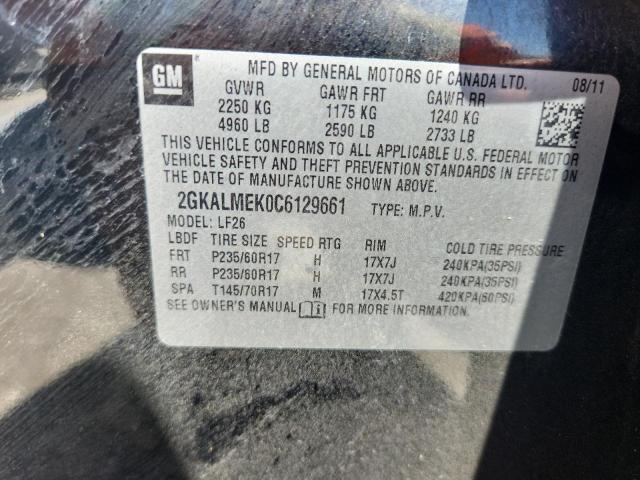 GM
MFD BY GENERAL MOTORS OF CANADA LTD. 08/11
GVWR GAWR FRT GAWR RR
2250 KG 1175 KG 1240 KG
4960 LB 2590 LB 2733 LB
THIS VEHICLE CONFORMS TO ALL APPLICABLE U.S. FEDERAL MOTOR
VEHICLE SAFETY AND THEFT PREVENTION STANDARDS IN EFFECT ON
THE DATE OF MANUFACTURE SHOWN ABOVE.
2GKALMEK0C6129661 TYPE: M.P.V.
MODEL: LF26
LBDF TIRE SIZE SPEED RTG RIM COLD TIRE PRESSURE
FRT P235/60R17 H 17X7J 240KPA(35PSI)
RR P235/60R17 H 17X7J 240KPA(35PSI)
SPA T145/70R17 M 17X4.5T 420KPA(60PSI)
SEE OWNER'S MANUAL FOR MORE INFORMATION.